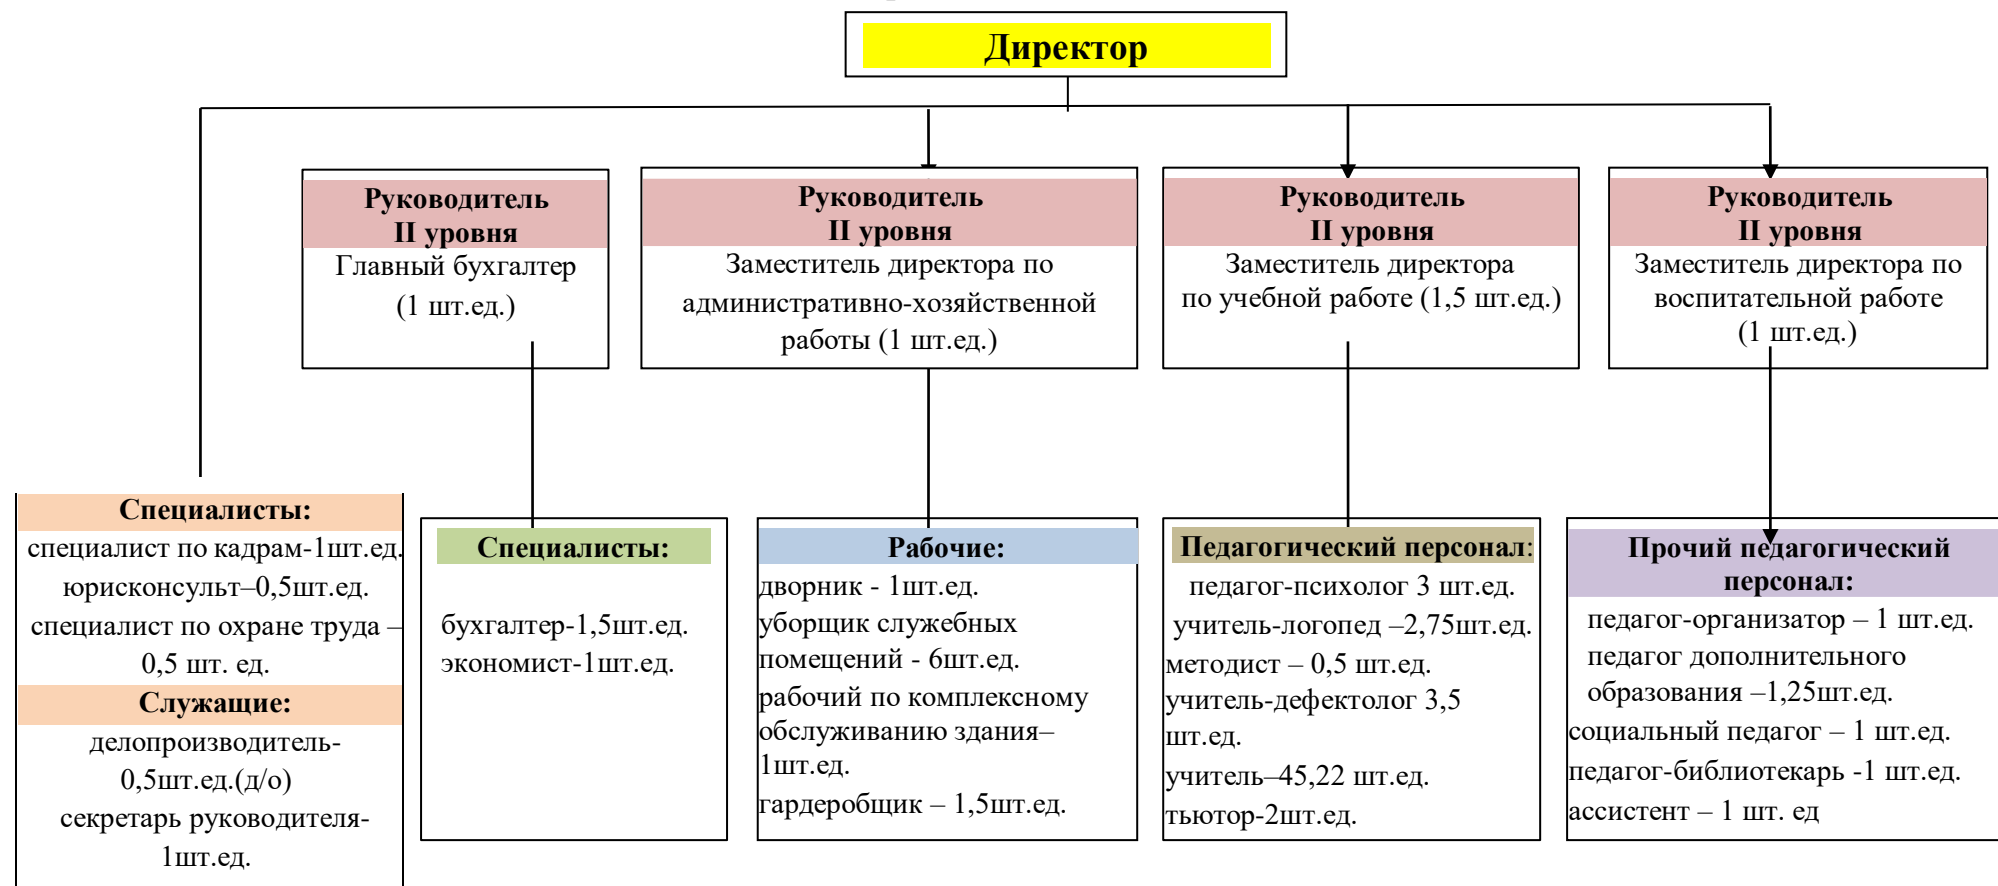 Директор
Руководитель
II уровня
Главный бухгалтер
(1 шт.ед.)
Руководитель
II уровня
Заместитель директора по
административно-хозяйственной
работы (1 шт.ед.)
Руководитель
II уровня
Заместитель директора
по учебной работе (1,5 шт.ед.)
Руководитель
II уровня
Заместитель директора по
воспитательной работе
(1 шт.ед.)
Специалисты:
специалист по кадрам-1шт.ед.
юрисконсульт–0,5шт.ед.
специалист по охране труда –
0,5 шт. ед.
Служащие:
делопроизводитель-
0,5шт.ед.(д/о)
секретарь руководителя-
1шт.ед.
Специалисты:
бухгалтер-1,5шт.ед.
экономист-1шт.ед.
Рабочие:
дворник - 1шт.ед.
уборщик служебных
помещений - 6шт.ед.
рабочий по комплексному
обслуживанию здания–
1шт.ед.
гардеробщик – 1,5шт.ед.
Педагогический персонал:
педагог-психолог 3 шт.ед.
учитель-логопед –2,75шт.ед.
методист – 0,5 шт.ед.
учитель-дефектолог 3,5
шт.ед.
учитель–45,22 шт.ед.
тьютор-2шт.ед.
Прочий педагогический
персонал:
педагог-организатор – 1 шт.ед.
педагог дополнительного
образования –1,25шт.ед.
социальный педагог – 1 шт.ед.
педагог-библиотекарь -1 шт.ед.
ассистент – 1 шт. ед